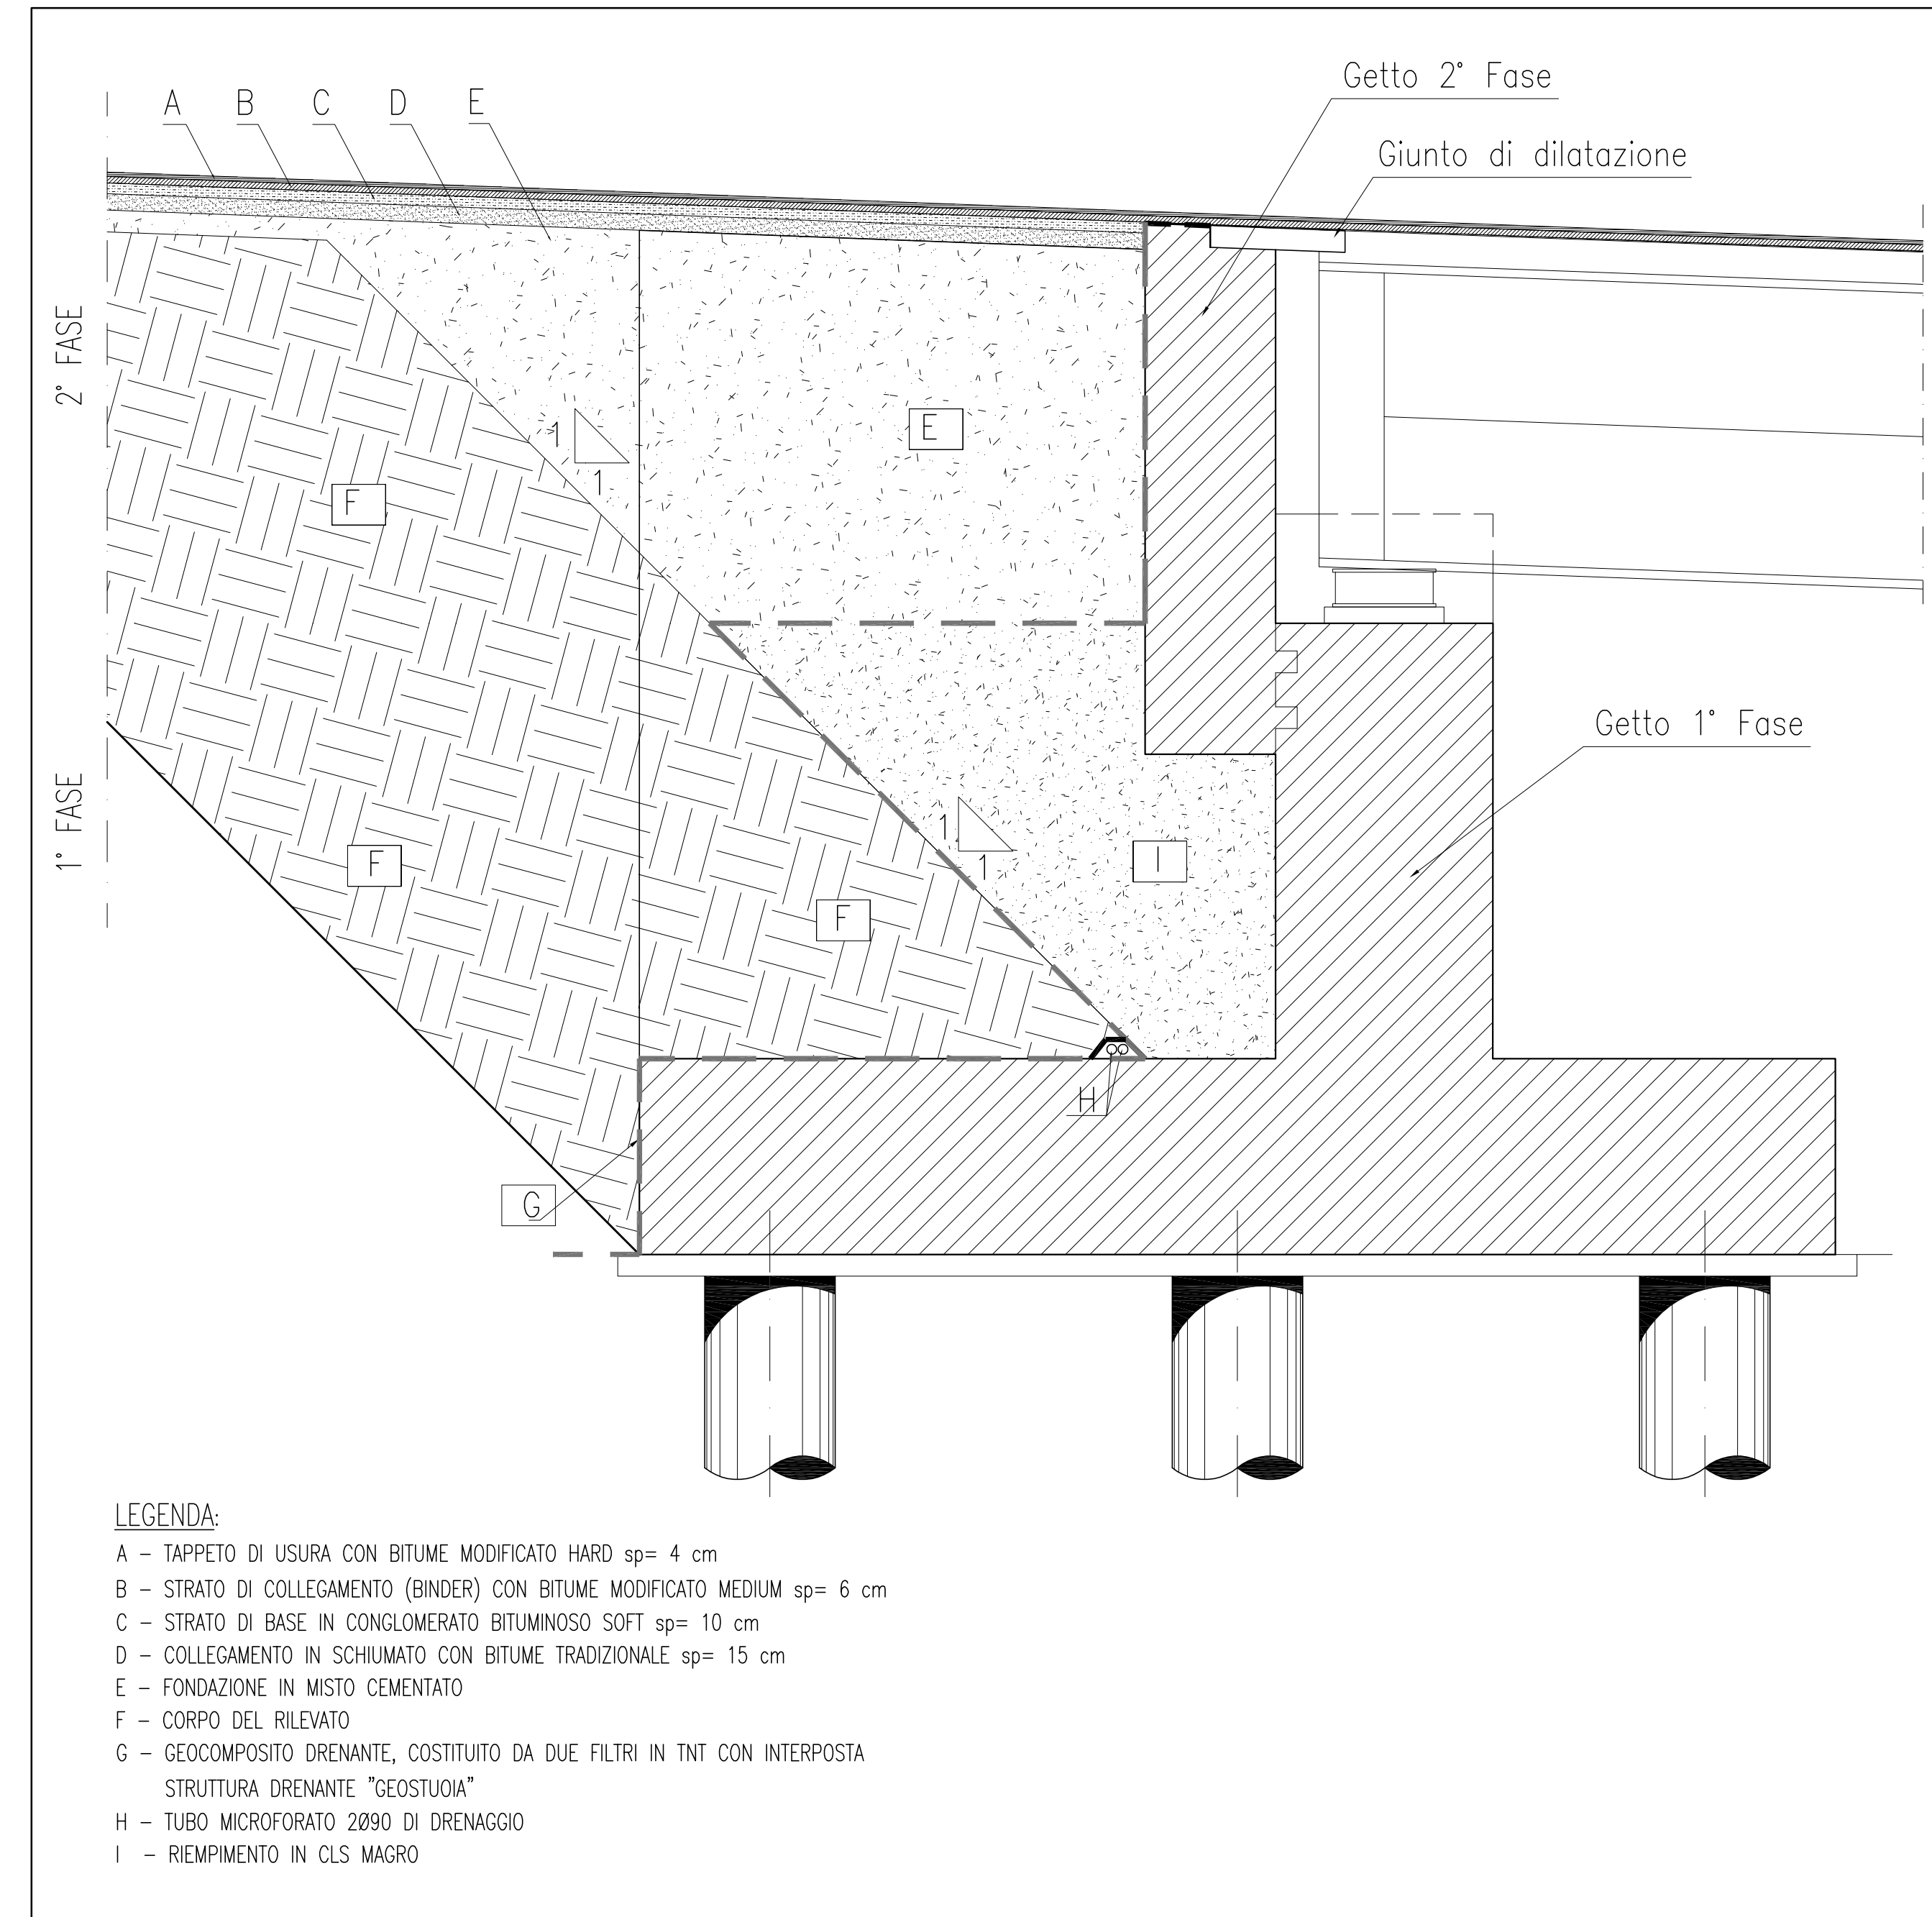 Getto 2° Fase
A B C D E
Giunto di dilatazione
2° FASE
E
1
1
F
Getto 1° Fase
1° FASE
1
1
I
F
F
H
G
LEGENDA:
A – TAPPETO DI USURA CON BITUME MODIFICATO HARD sp= 4 cm
B – STRATO DI COLLEGAMENTO (BINDER) CON BITUME MODIFICATO MEDIUM sp= 6 cm
C – STRATO DI BASE IN CONGLOMERATO BITUMINOSO SOFT sp= 10 cm
D – COLLEGAMENTO IN SCHIUMATO CON BITUME TRADIZIONALE sp= 15 cm
E – FONDAZIONE IN MISTO CEMENTATO
F – CORPO DEL RILEVATO
G – GEOCOMPOSITO DRENANTE, COSTITUITO DA DUE FILTRI IN TNT CON INTERPOSTA
STRUTTURA DRENANTE "GEOSTUOIA"
H – TUBO MICROFORATO 2Ø90 DI DRENAGGIO
I – RIEMPIMENTO IN CLS MAGRO